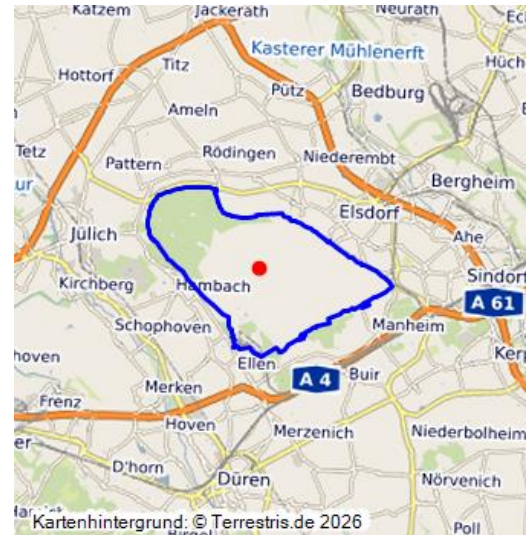 Katzem
Jackerath
Neurath
Kasterer Mühlenerft
Titz
Hottorf
Pütz
Bedburg
Ameln
Tetz
Pattern
Rödingen
Niederembt
Bergheim
Elsdorf
Jülich
Ahe
Sindorf
Kirchberg
Hambach
A 61
Schophoven
Manheim
hoven
Ellen
A 4
Buir
Kerp
Frenz
Merken
Hoven
Merzenich
Niederbolheim
D'horn
Düren
Nörvenich
Kartenhintergrund: © Terrestris.de 2026
Poll